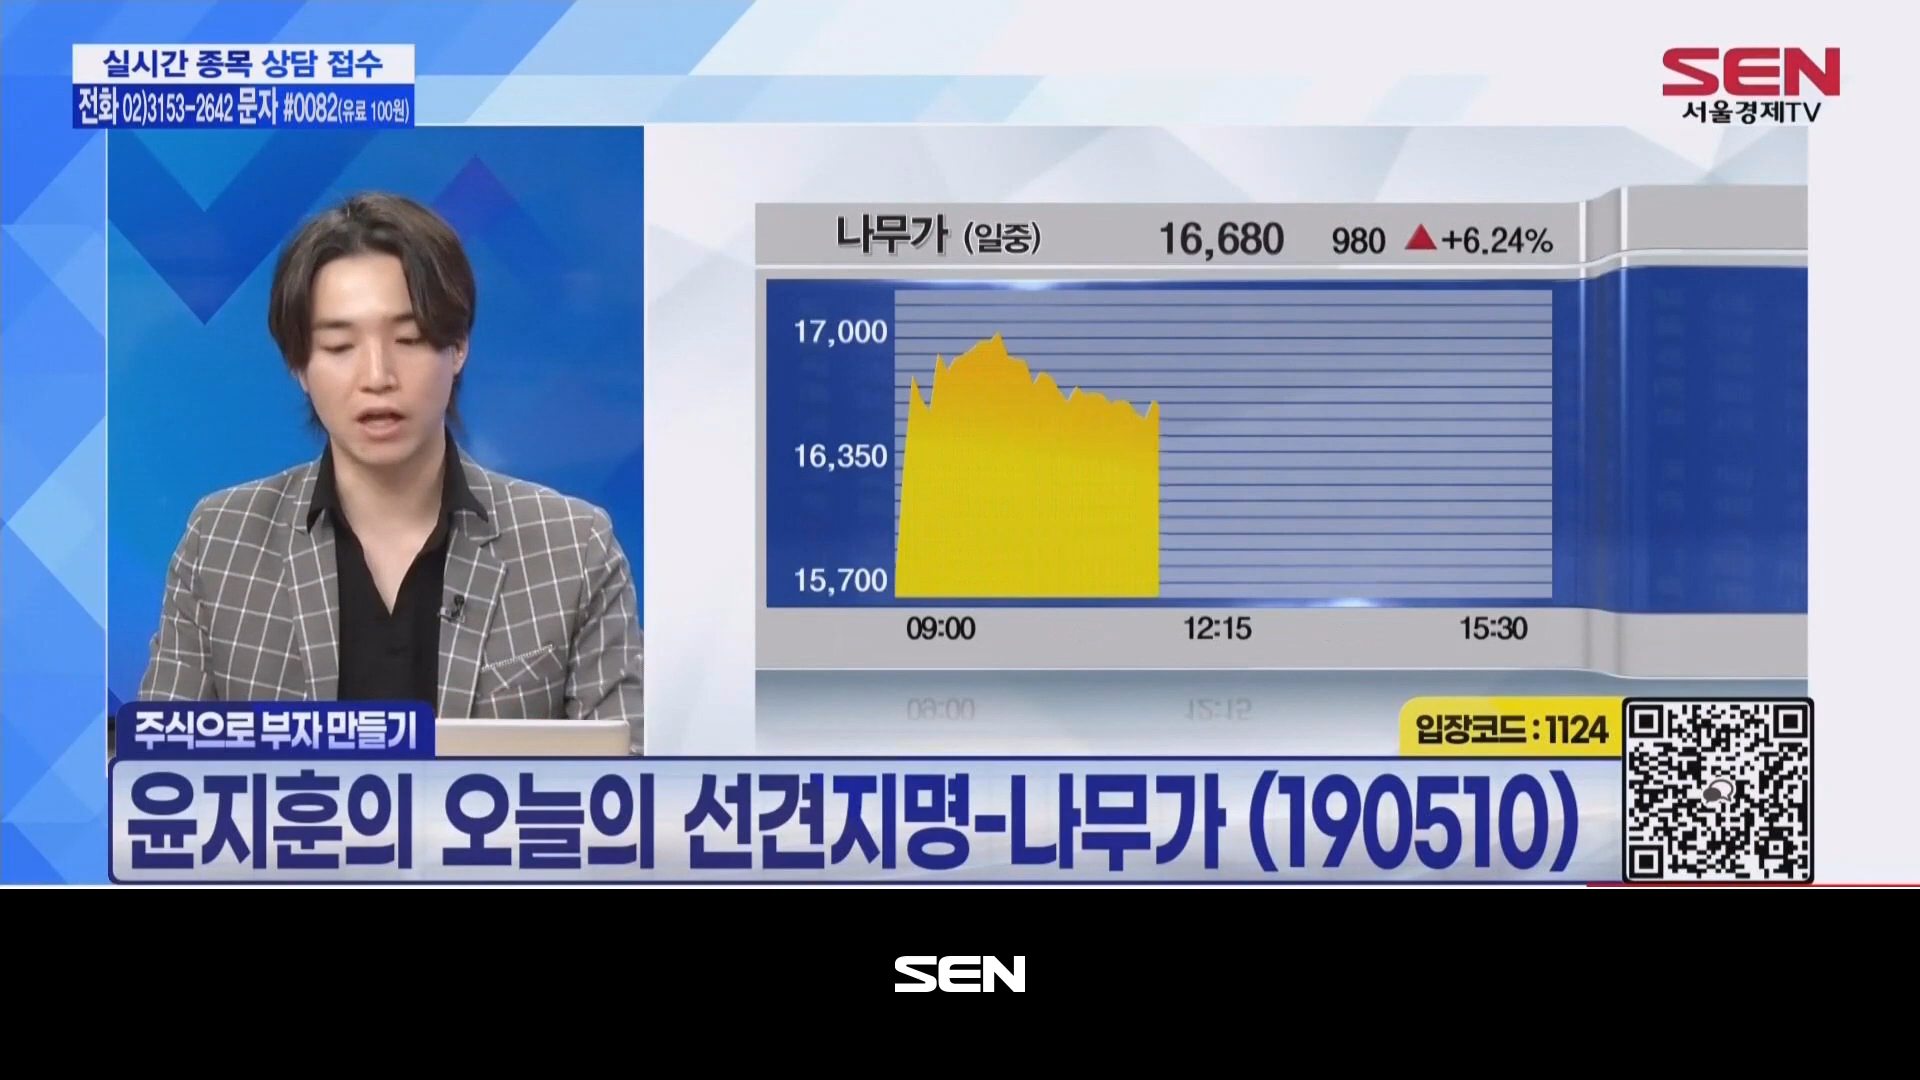 실시간 종목 상담 접수
전화 02)3153-2642 문자 #0082(유료 100원)
SEN
서울경제TV
나무가 (일중) 16,680 980 ▲+6.24%
17,000
16,350
15,700
09:00 12:15 15:30
09:00 12:15
주식으로 부자 만들기
입장코드 : 1124
윤지훈의 오늘의 선견지명-나무가 (190510)
SEN